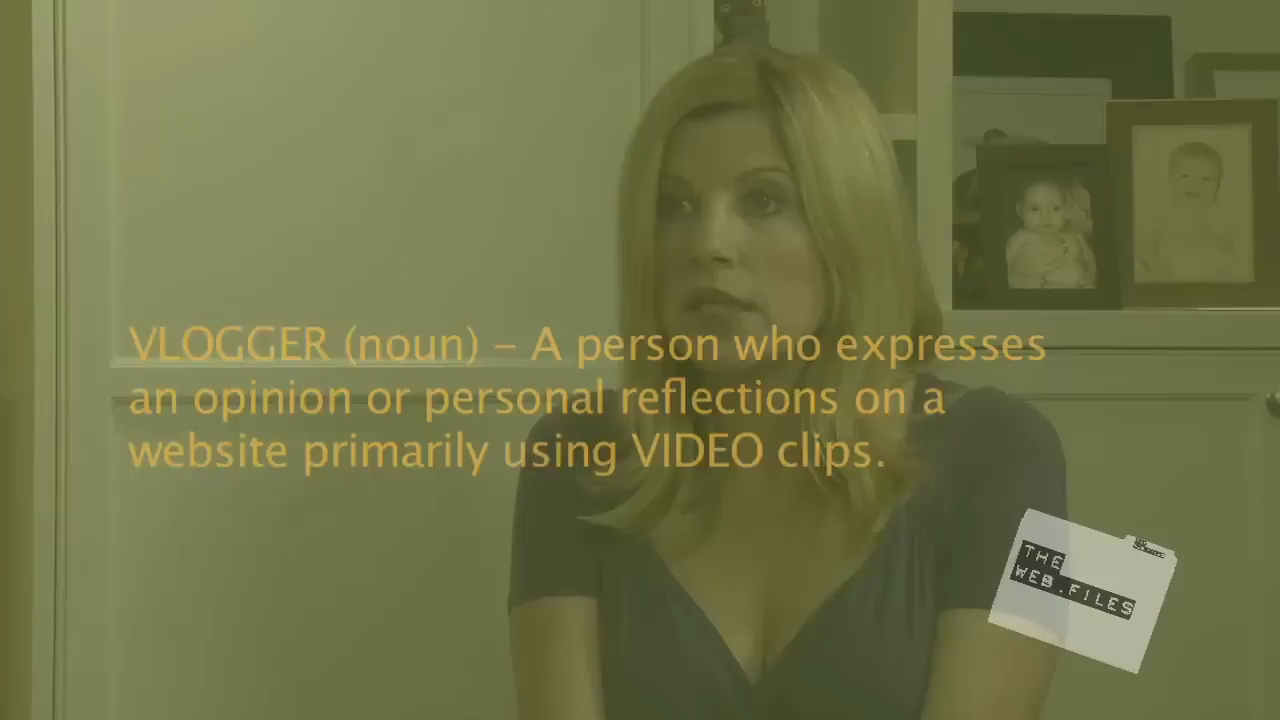 VLOGGER (noun) – A person who expresses
an opinion or personal reflections on a
website primarily using VIDEO clips.
THE
WEB.FILES